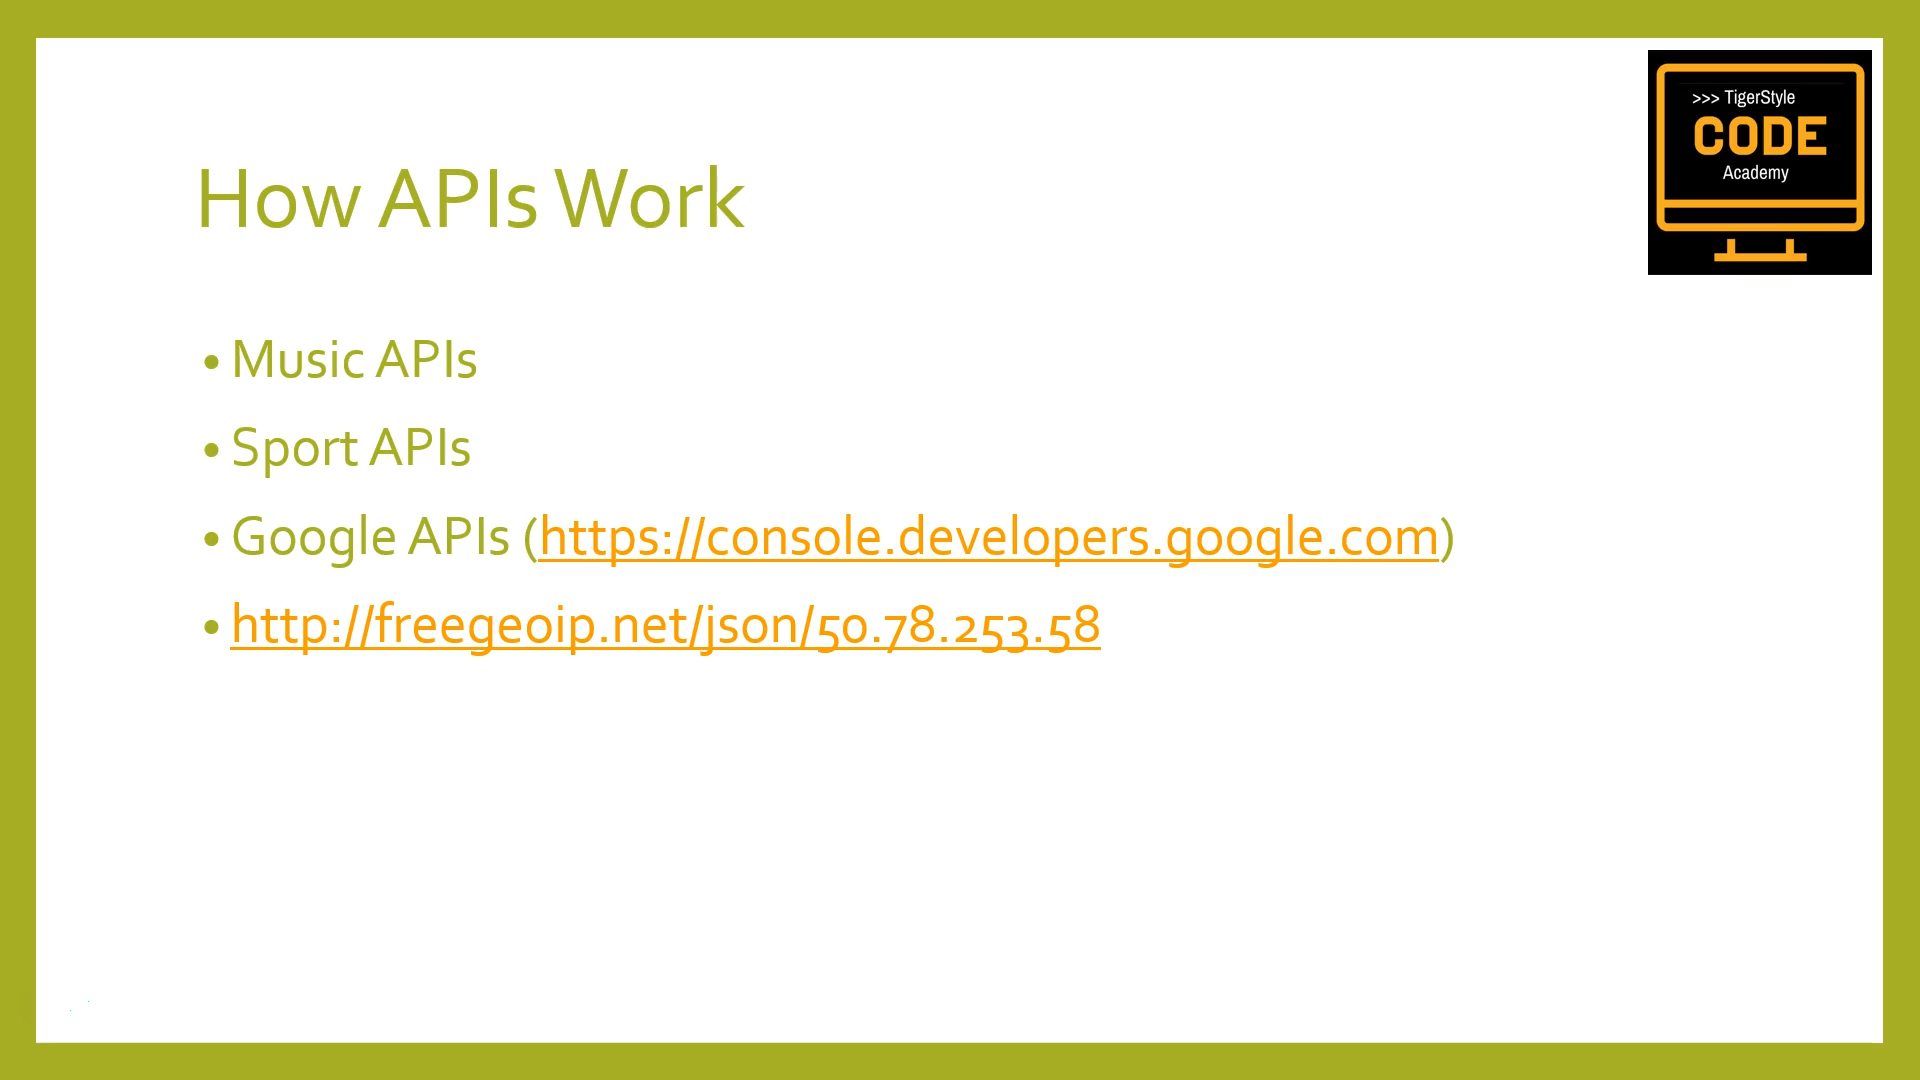 >>> TigerStyle
CODE
Academy
How APIs Work
• Music APIs
• Sport APIs
• Google APIs (https://console.developers.google.com)
• http://freegeoip.net/json/50.78.253.58